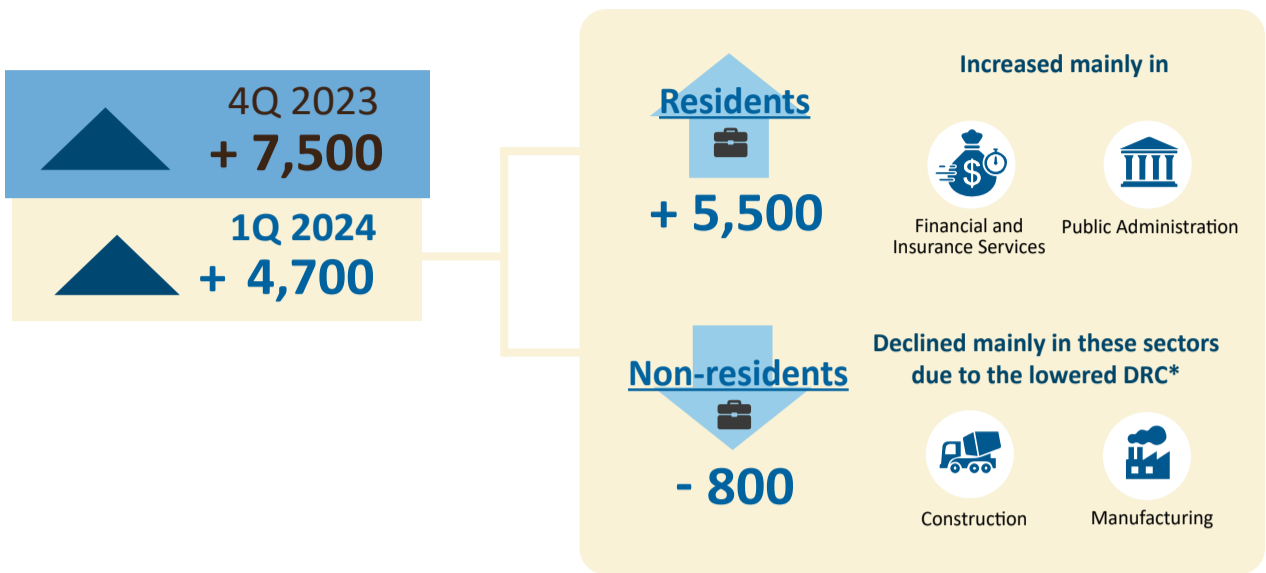 4Q 2023
+ 7,500
1Q 2024
+ 4,700
Residents
+ 5,500
Increased mainly in
$
Financial and
Insurance Services
Public Administration
Non-residents
- 800
Declined mainly in these sectors
due to the lowered DRC*
Construction
Manufacturing